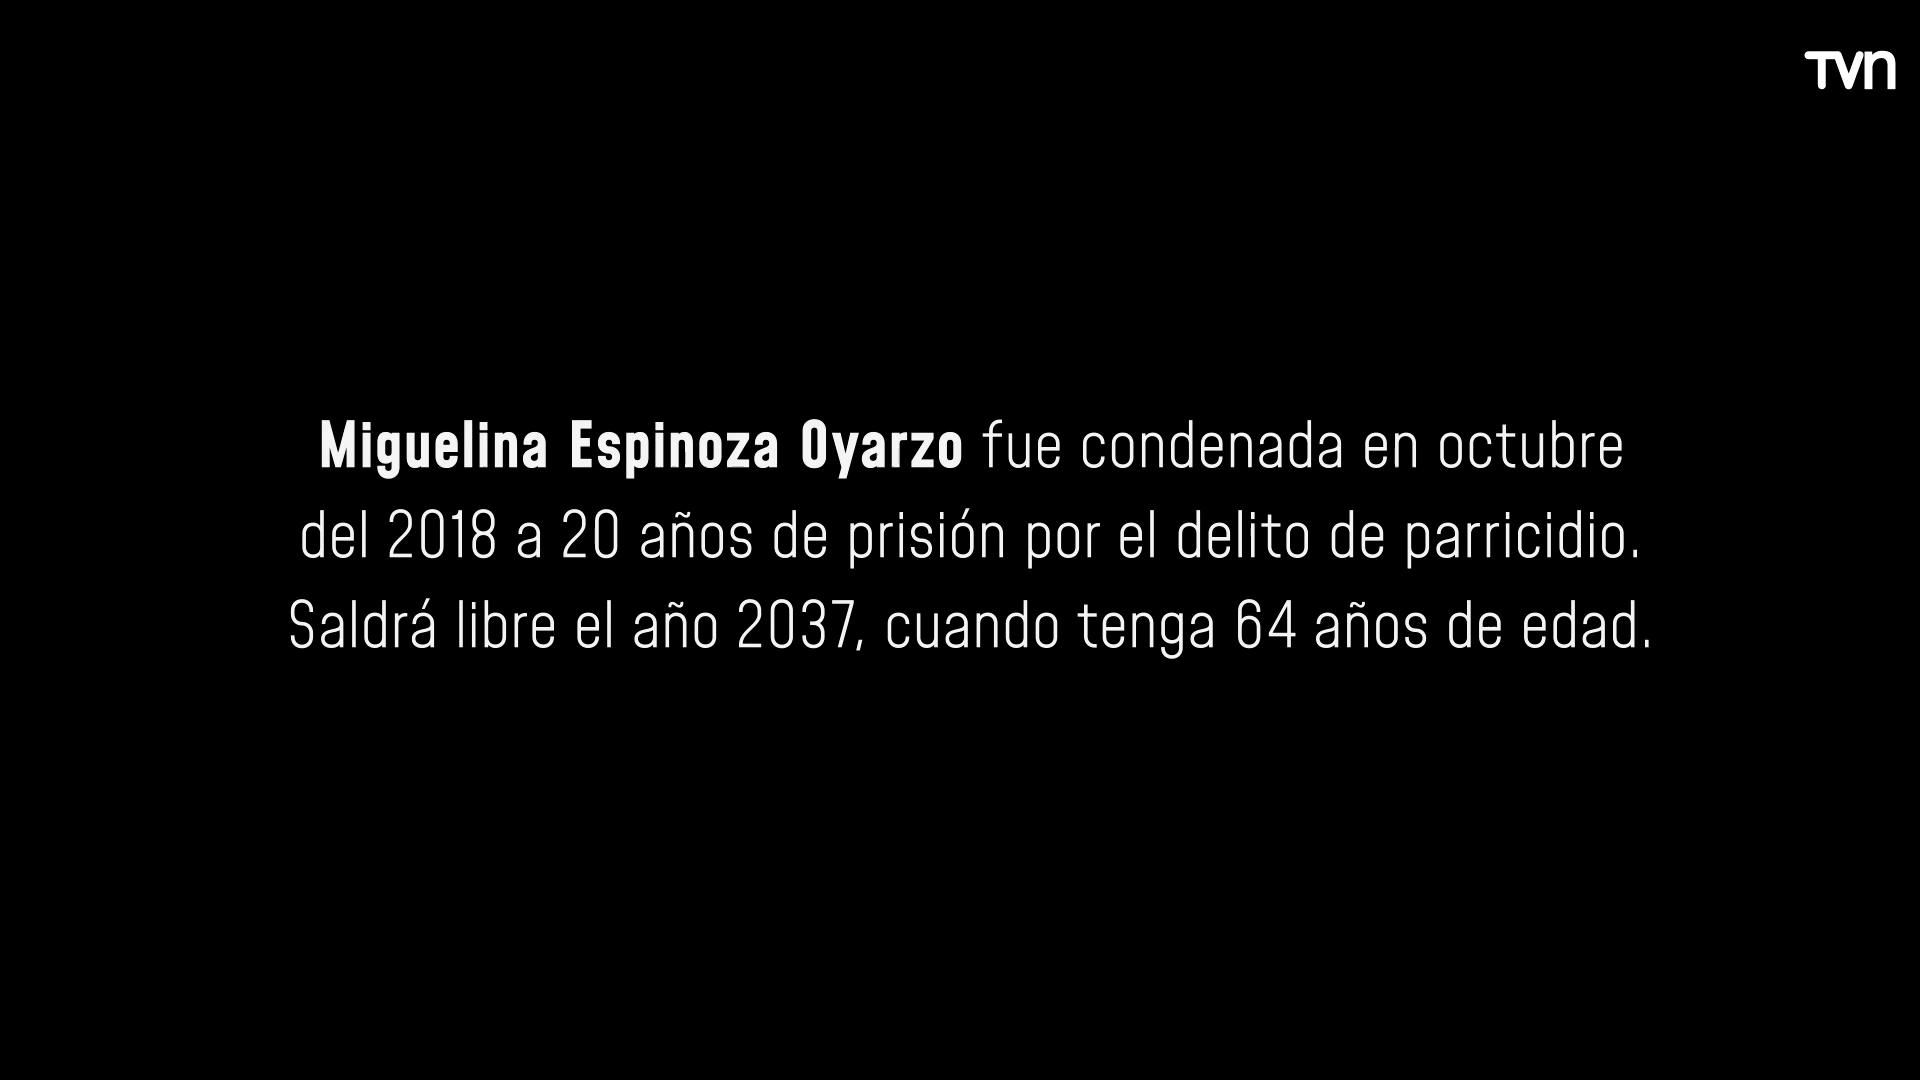 TVN
Miguelina Espinoza Oyarzo fue condenada en octubre
del 2018 a 20 años de prisión por el delito de parricidio.
Saldrá libre el año 2037, cuando tenga 64 años de edad.